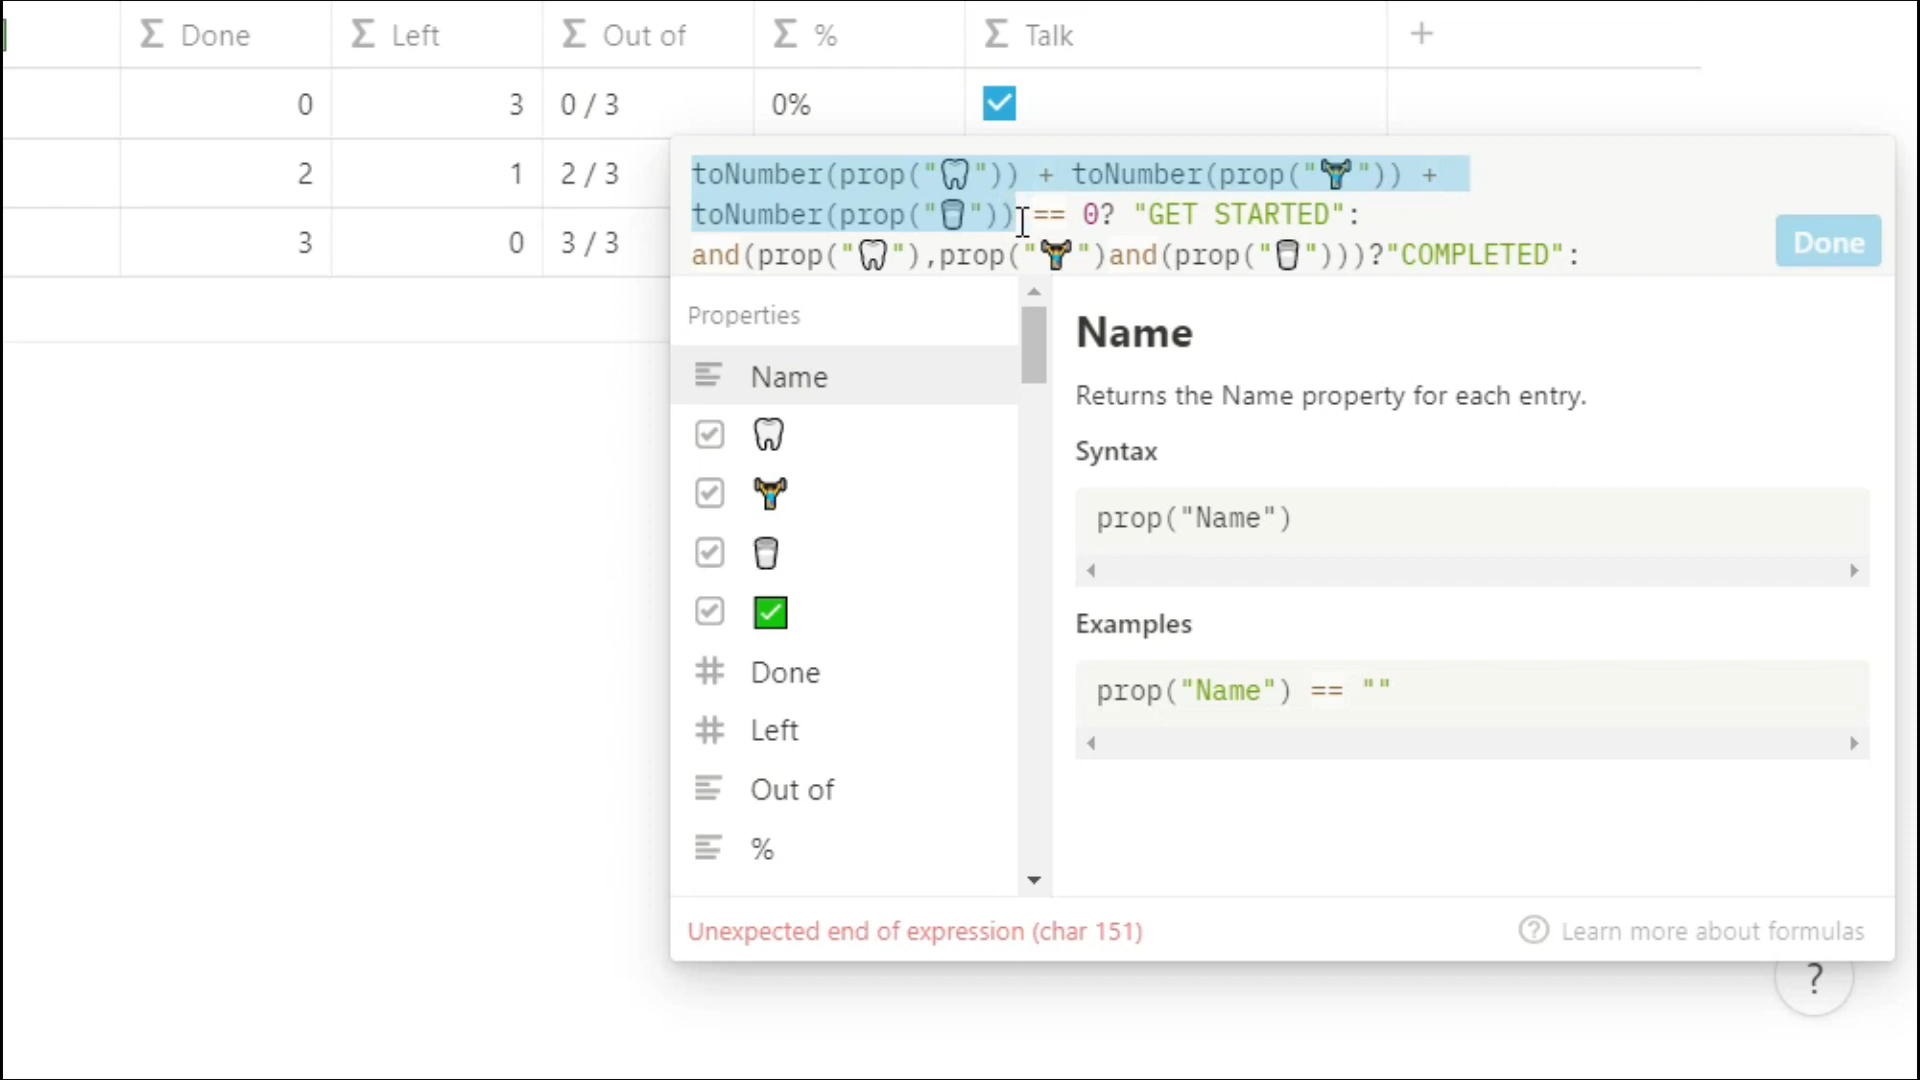 Σ Done Σ Left Σ Out of Σ % Σ Talk +
0 3 0 / 3 0%
2 1 2 / 3
3 0 3 / 3
toNumber(prop("🦷")) + toNumber(prop("🏋")) +
toNumber(prop("🥛")) == 0? "GET STARTED":
and(prop("🦷"),prop("🏋")and(prop("🥛")))?"COMPLETED":
Done
Properties
Name
Done
Left
Out of
%
Name
Returns the Name property for each entry.
Syntax
prop("Name")
Examples
prop("Name") == ""
Unexpected end of expression (char 151)
? Learn more about formulas
?